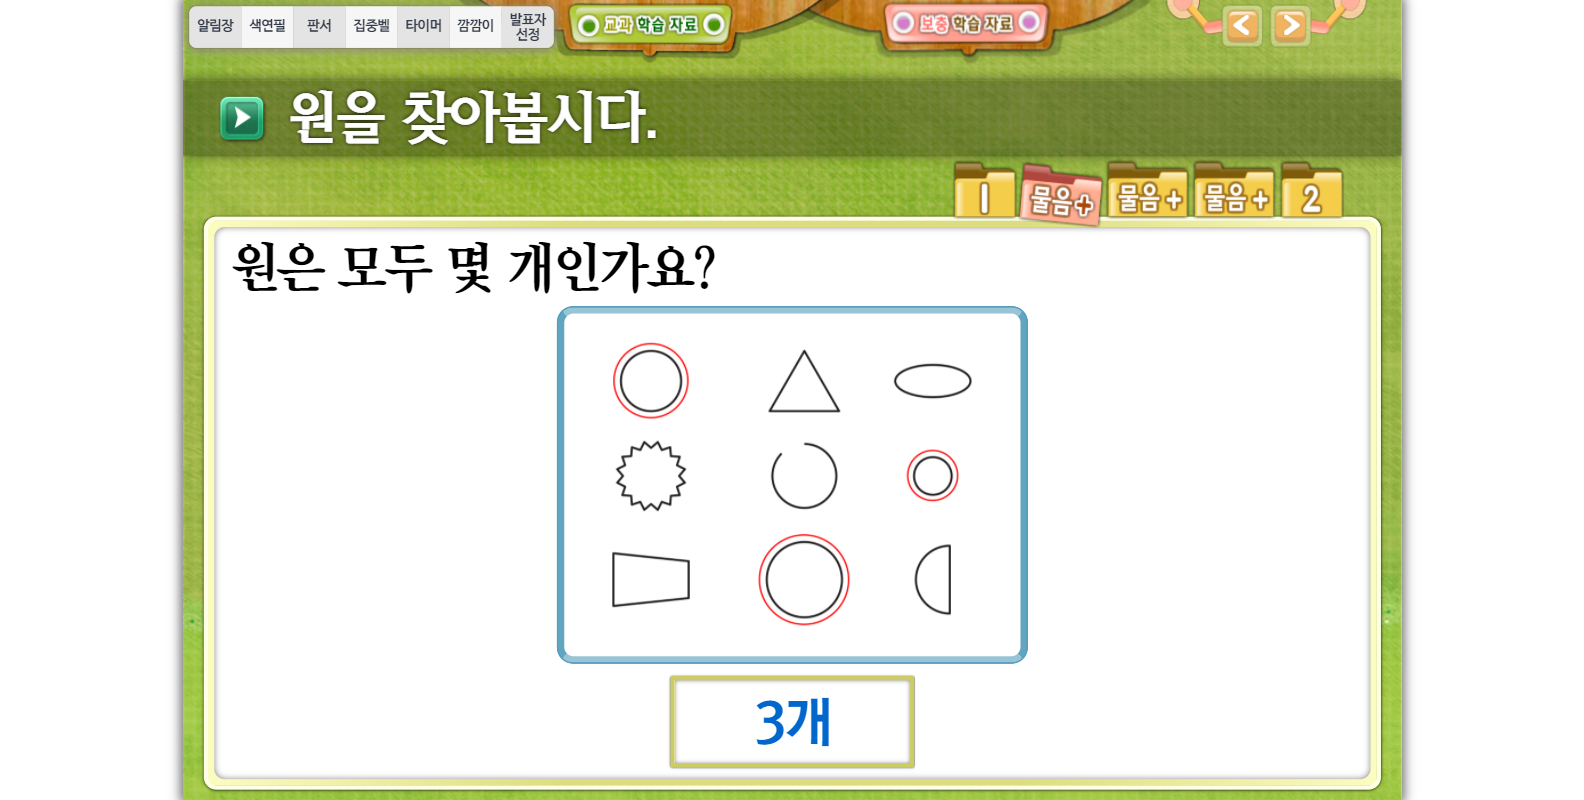 알림장 색연필 판서 집중벨 타이머 깜깜이 발표자 선정
교과 학습 자료 보충 학습 자료
원을 찾아봅시다.
1 물음+ 물음+ 물음+ 2
원은 모두 몇 개인가요?
3개